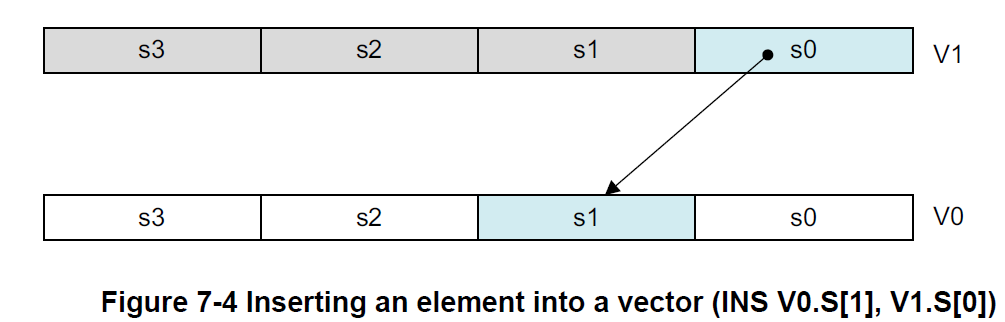 s3 s2 s1 s0 V1
s3 s2 s1 s0 V0
Figure 7-4 Inserting an element into a vector (INS V0.S[1], V1.S[0])